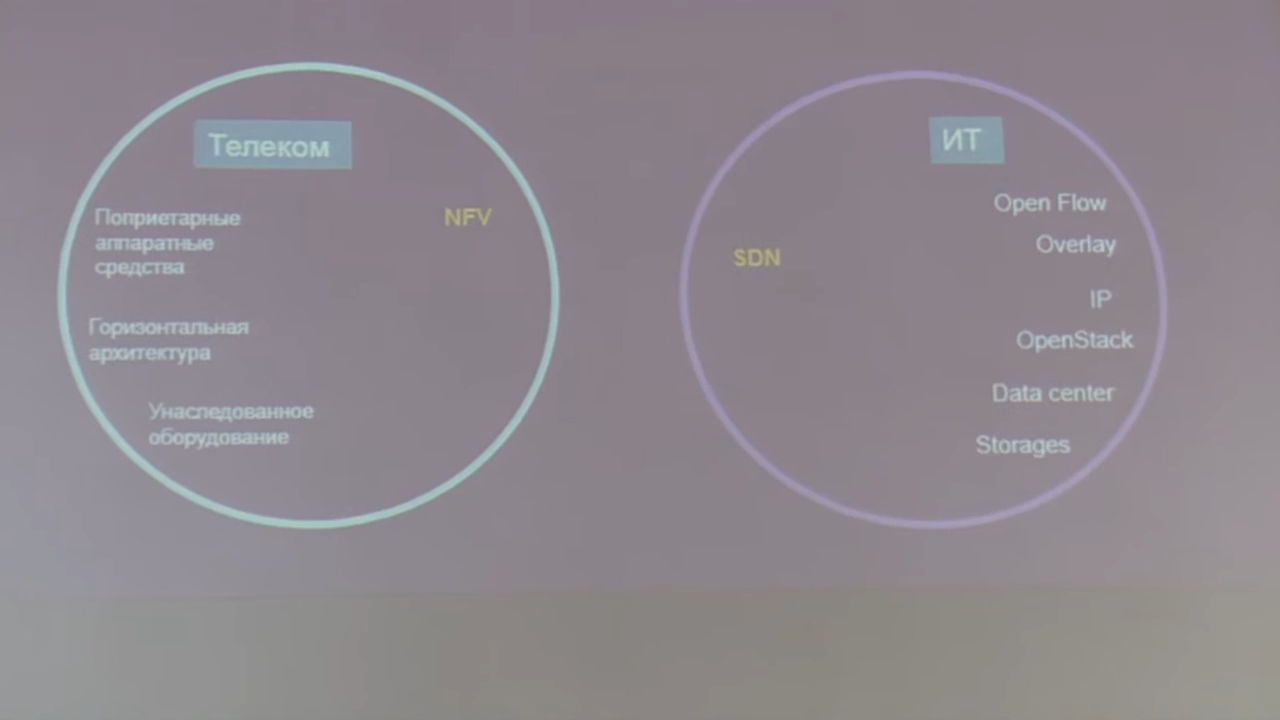 Телеком
Поприетарные
аппаратные
средства
NFV
Горизонтальная
архитектура
Унаследованное
оборудование
ИТ
Open Flow
Overlay
SDN
IP
OpenStack
Data center
Storages